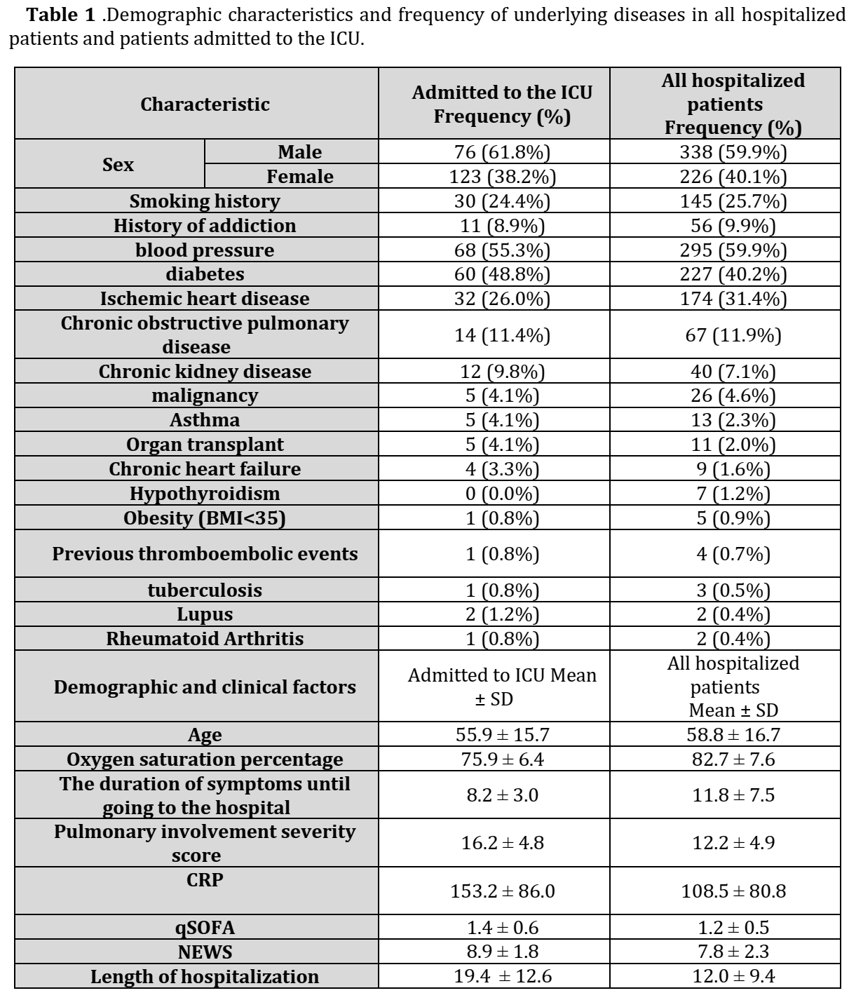 Table 1 .Demographic characteristics and frequency of underlying diseases in all hospitalized
patients and patients admitted to the ICU.
Characteristic
Admitted to the ICU
Frequency (%)
All hospitalized
patients
Frequency (%)
Sex
Male
76 (61.8%)
338 (59.9%)
Female
123 (38.2%)
226 (40.1%)
Smoking history
30 (24.4%)
145 (25.7%)
History of addiction
11 (8.9%)
56 (9.9%)
blood pressure
68 (55.3%)
295 (59.9%)
diabetes
60 (48.8%)
227 (40.2%)
Ischemic heart disease
32 (26.0%)
174 (31.4%)
Chronic obstructive pulmonary
disease
14 (11.4%)
67 (11.9%)
Chronic kidney disease
12 (9.8%)
40 (7.1%)
malignancy
5 (4.1%)
26 (4.6%)
Asthma
5 (4.1%)
13 (2.3%)
Organ transplant
5 (4.1%)
11 (2.0%)
Chronic heart failure
4 (3.3%)
9 (1.6%)
Hypothyroidism
0 (0.0%)
7 (1.2%)
Obesity (BMI<35)
1 (0.8%)
5 (0.9%)
Previous thromboembolic events
1 (0.8%)
4 (0.7%)
tuberculosis
1 (0.8%)
3 (0.5%)
Lupus
2 (1.2%)
2 (0.4%)
Rheumatoid Arthritis
1 (0.8%)
2 (0.4%)
Demographic and clinical factors
Admitted to ICU Mean
± SD
All hospitalized
patients
Mean ± SD
Age
55.9 ± 15.7
58.8 ± 16.7
Oxygen saturation percentage
75.9 ± 6.4
82.7 ± 7.6
The duration of symptoms until
going to the hospital
8.2 ± 3.0
11.8 ± 7.5
Pulmonary involvement severity
score
16.2 ± 4.8
12.2 ± 4.9
CRP
153.2 ± 86.0
108.5 ± 80.8
qSOFA
1.4 ± 0.6
1.2 ± 0.5
NEWS
8.9 ± 1.8
7.8 ± 2.3
Length of hospitalization
19.4 ± 12.6
12.0 ± 9.4